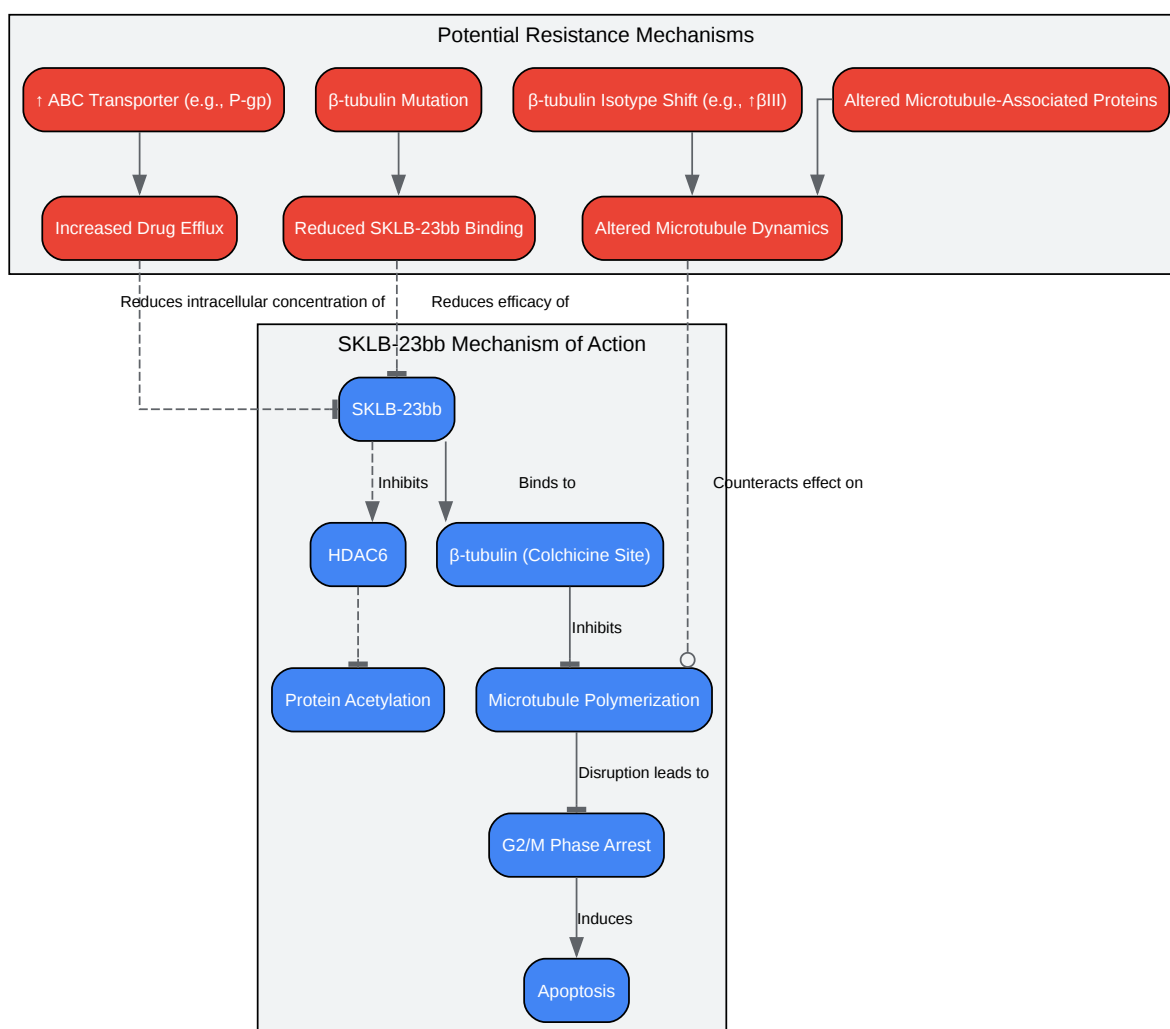 Potential Resistance Mechanisms
↑ ABC Transporter (e.g., P-gp)
β-tubulin Mutation
β-tubulin Isotype Shift (e.g., ↑βIII)
Altered Microtubule-Associated Proteins
Increased Drug Efflux
Reduced SKLB-23bb Binding
Altered Microtubule Dynamics
Reduces intracellular concentration of
Reduces efficacy of
SKLB-23bb Mechanism of Action
SKLB-23bb
Inhibits
Binds to
Counteracts effect on
HDAC6
β-tubulin (Colchicine Site)
Inhibits
Protein Acetylation
Microtubule Polymerization
Disruption leads to
G2/M Phase Arrest
Induces
Apoptosis